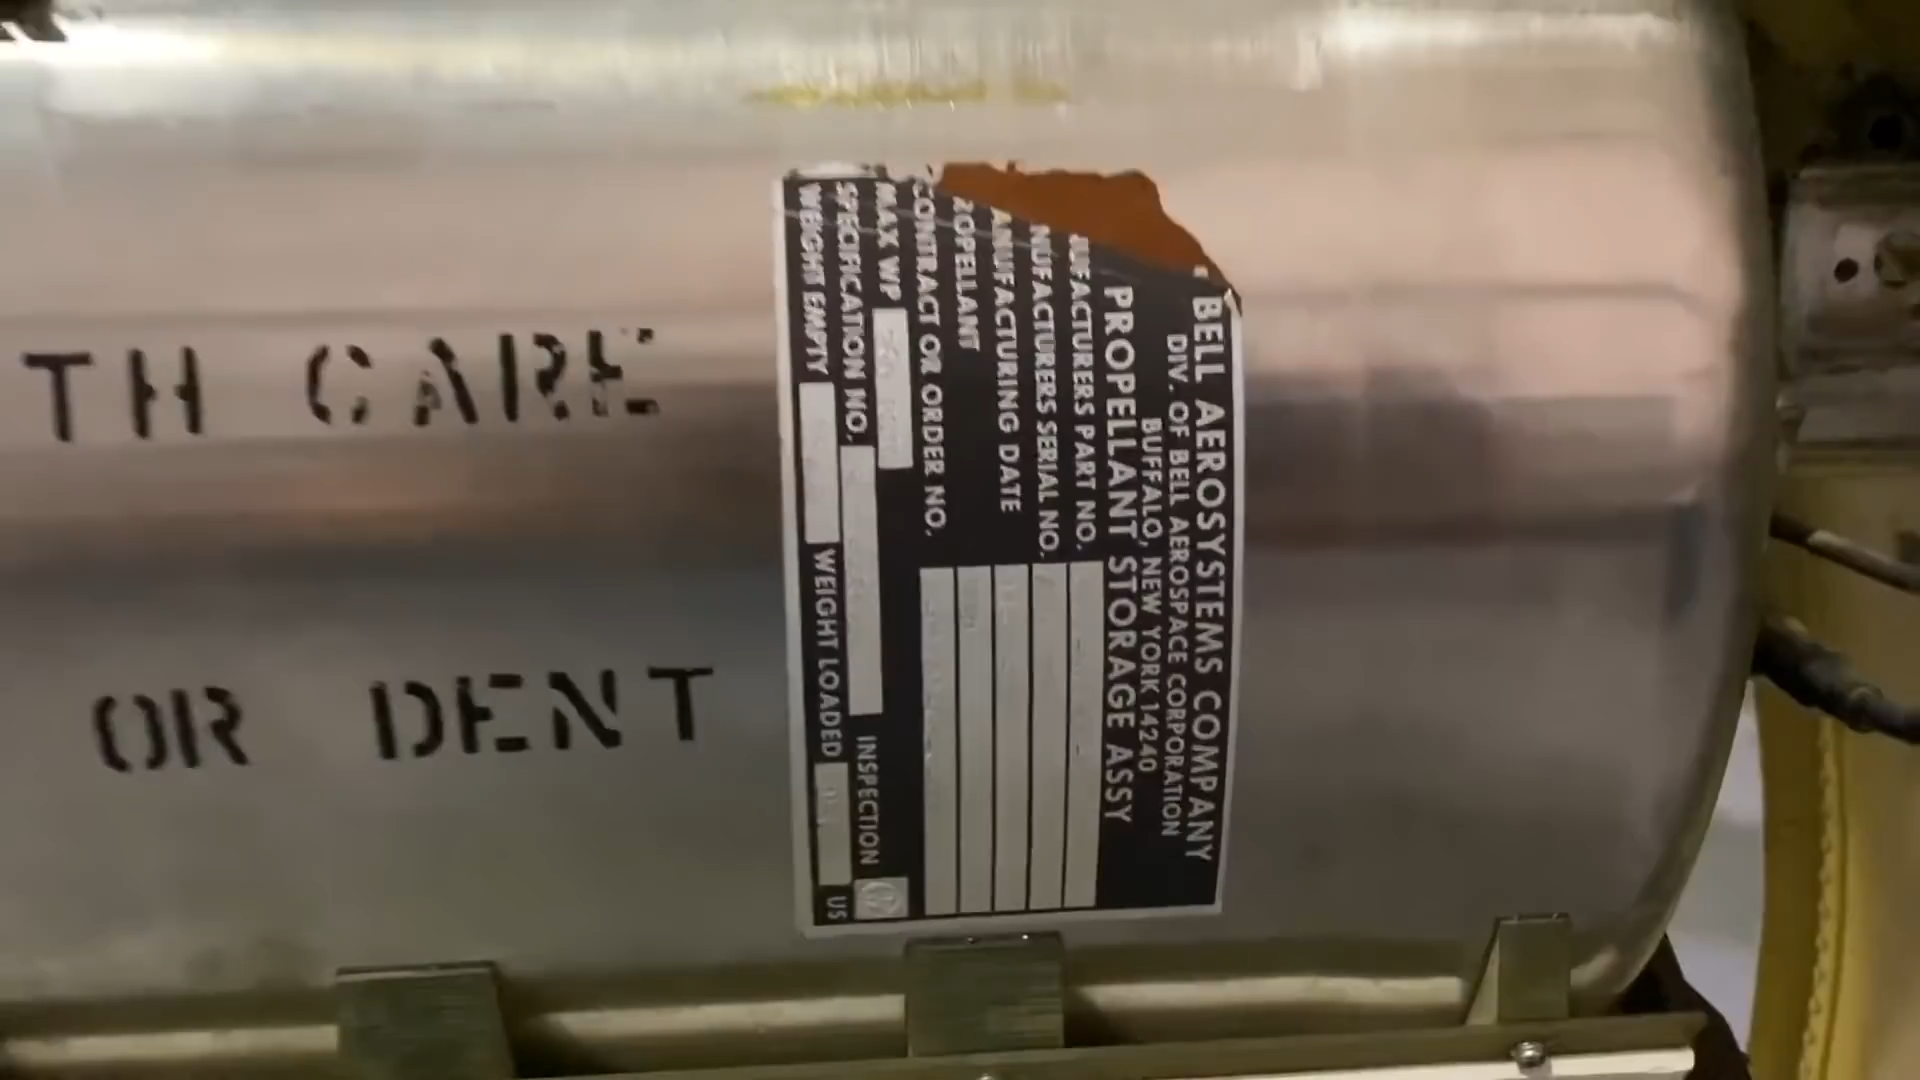 TH CARE
OR DENT
BELL AEROSYSTEMS COMPANY
DIV. OF BELL AEROSPACE CORPORATION
BUFFALO, NEW YORK 14240
PROPELLANT STORAGE ASSY
UFACTURERS PART NO.
NUFACTURERS SERIAL NO.
ANUFACTURING DATE
ROPELLANT
CONTRACT OR ORDER NO.
MAX WP
SPECIFICATION NO. INSPECTION
WEIGHT EMPTY WEIGHT LOADED US